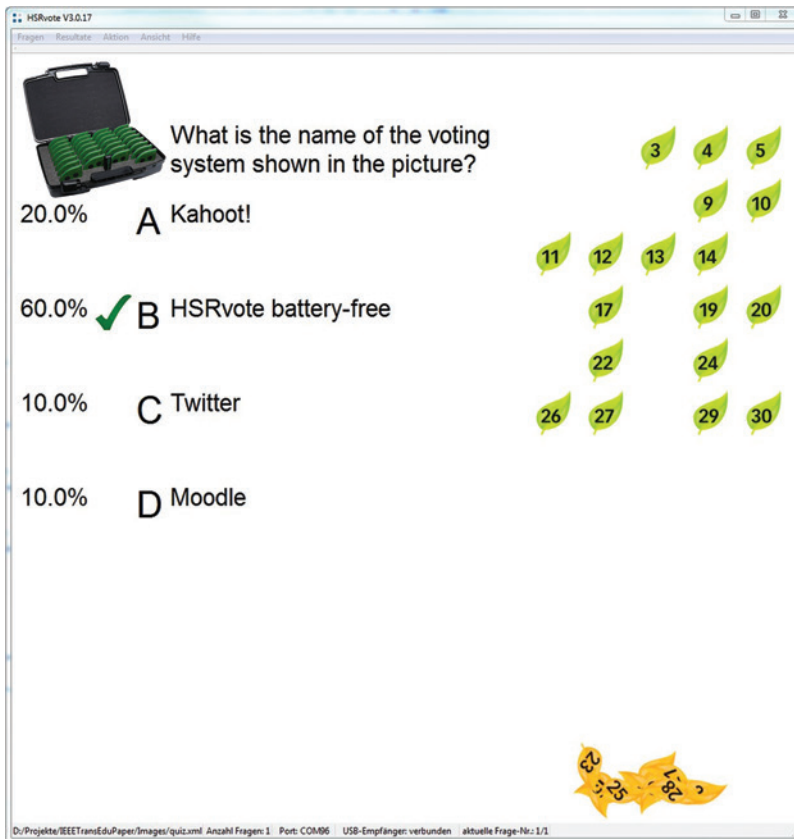 HSRvote V3.0.17
Fragen Resultate Aktion Ansicht Hilfe
What is the name of the voting
system shown in the picture?
3 4 5
9 10
20.0% A Kahoot!
11 12 13 14
60.0% B HSRvote battery-free
17 19 20
22 24
10.0% C Twitter
26 27 29 30
10.0% D Moodle
23
25
28
1
D:/Projekte/IEEETransEduPaper/Images/quiz.xml Anzahl Fragen: 1 Port: COM96 USB-Empfänger: verbunden aktuelle Frage-Nr.: 1/1